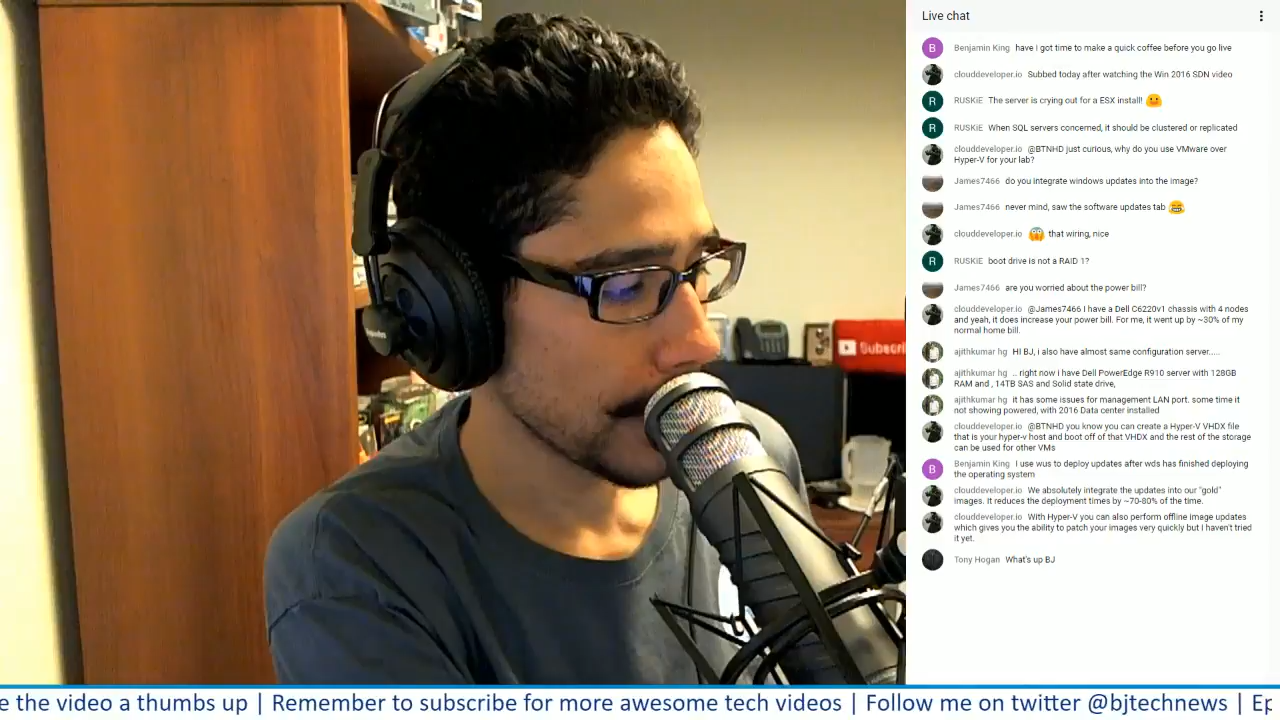 Live chat
Benjamin King have i got time to make a quick coffee before you go live
clouddeveloper.io Subbed today after watching the Win 2016 SDN video
RUSKiE The server is crying out for a ESX install!
RUSKiE When SQL servers concerned, it should be clustered or replicated
clouddeveloper.io @BTNHD just curious, why do you use VMware over
Hyper-V for your lab?
James7466 do you integrate windows updates into the image?
James7466 never mind, saw the software updates tab
clouddeveloper.io that wiring, nice
RUSKiE boot drive is not a RAID 1?
James7466 are you worried about the power bill?
clouddeveloper.io @James7466 I have a Dell C6220v1 chassis with 4 nodes
and yeah, it does increase your power bill. For me, it went up by ~30% of my
normal home bill.
ajithkumar hg HI BJ, i also have almost same configuration server.....
ajithkumar hg .. right now i have Dell PowerEdge R910 server with 128GB
RAM and , 14TB SAS and Solid state drive,
ajithkumar hg it has some issues for management LAN port. some time it
not showing powered, with 2016 Data center installed
clouddeveloper.io @BTNHD you know you can create a Hyper-V VHDX file
that is your hyper-v host and boot off of that VHDX and the rest of the storage
can be used for other VMs
Benjamin King I use wus to deploy updates after wds has finished deploying
the operating system
clouddeveloper.io We absolutely integrate the updates into our "gold"
images. It reduces the deployment times by ~70-80% of the time.
clouddeveloper.io With Hyper-V you can also perform offline image updates
which gives you the ability to patch your images very quickly but I haven't tried
it yet.
Tony Hogan What's up BJ
B
R
R
R
B
Subscri
e the video a thumbs up | Remember to subscribe for more awesome tech videos | Follow me on twitter @bjtechnews | Ep